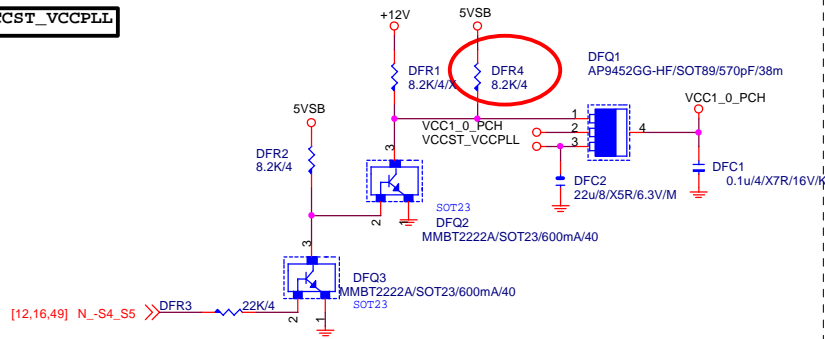 CCST_VCCPLL
+12V
5VSB
DFR1
8.2K/4/X
DFR4
8.2K/4
DFQ1
AP9452GG-HF/SOT89/570pF/38m
VCC1_0_PCH
1
2
3
4
VCC1_0_PCH
VCCST_VCCPLL
5VSB
DFR2
8.2K/4
3
2
1
SOT23
DFQ2
MMBT2222A/SOT23/600mA/40
DFC2
22u/8/X5R/6.3V/M
DFC1
0.1u/4/X7R/16V/K
3
DFQ3
MMBT2222A/SOT23/600mA/40
SOT23
[12,16,49] N_-S4_S5
DFR3
22K/4
2
1